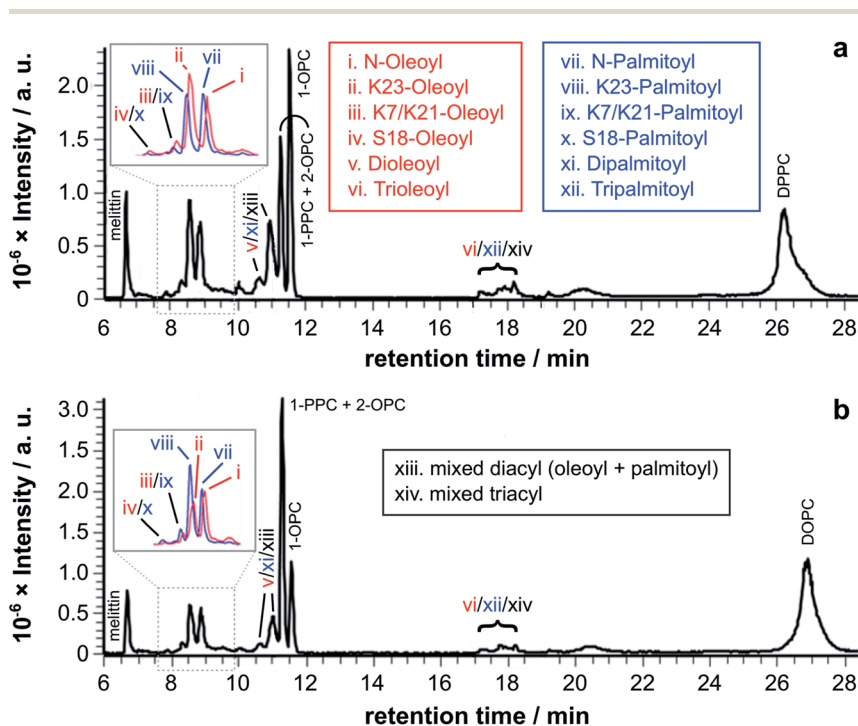 a
10⁻⁶ × Intensity / a. u.
2.0
1.5
1.0
0.5
0
ii
viii
vii
i
iii/ix
iv/x
melittin
v/xi/xiii
1-PPC + 2-OPC
1-OPC
i. N-Oleoyl
ii. K23-Oleoyl
iii. K7/K21-Oleoyl
iv. S18-Oleoyl
v. Dioleoyl
vi. Trioleoyl
vii. N-Palmitoyl
viii. K23-Palmitoyl
ix. K7/K21-Palmitoyl
x. S18-Palmitoyl
xi. Dipalmitoyl
xii. Tripalmitoyl
vi/xii/xiv
DPPC
6 8 10 12 14 16 18 20 22 24 26 28
retention time / min
b
10⁻⁶ × Intensity / a. u.
3.0
2.0
1.5
1.0
0.5
0
viii
ii
vii
i
iii/ix
iv/x
melittin
v/xi/xiii
1-PPC + 2-OPC
1-OPC
xiii. mixed diacyl (oleoyl + palmitoyl)
xiv. mixed triacyl
vi/xii/xiv
DOPC
6 8 10 12 14 16 18 20 22 24 26 28
retention time / min